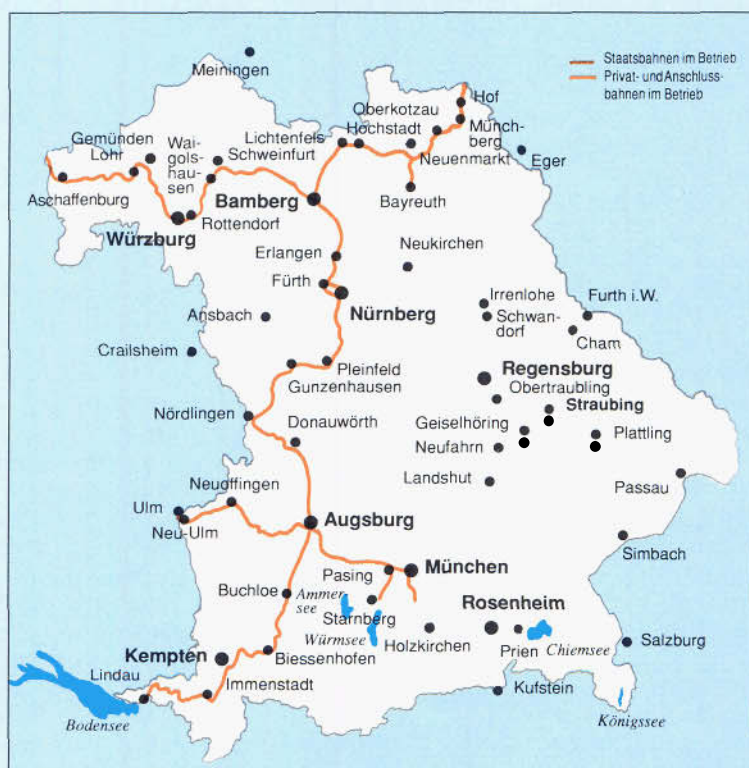 Meiningen
Staatsbahnen im Betrieb
Privat- und Anschluss-
bahnen im Betrieb
Hof
Oberkotzau
Hochstadt
Münch-
berg
Lichtenfels
Neuenmarkt
Eger
Gemünden
Lohr
Wai-
gols-
hau-
sen
Schweinfurt
Aschaffenburg
Bamberg
Bayreuth
Rottendorf
Würzburg
Erlangen
Neukirchen
Fürth
Irrenlohe
Furth i.W.
Ansbach
Nürnberg
Schwan-
dorf
Cham
Crailsheim
Pleinfeld
Gunzenhausen
Regensburg
Obertraubling
Straubing
Nördlingen
Donauwörth
Geiselhöring
Plattling
Neufahrn
Landshut
Passau
Neuoffingen
Ulm
Neu-Ulm
Augsburg
Simbach
München
Pasing
Buchloe
Ammer-
see
Starnberg
Würmsee
Rosenheim
Holzkirchen
Prien
Chiemsee
Salzburg
Kempten
Biessenhofen
Lindau
Immenstadt
Kufstein
Bodensee
Königssee